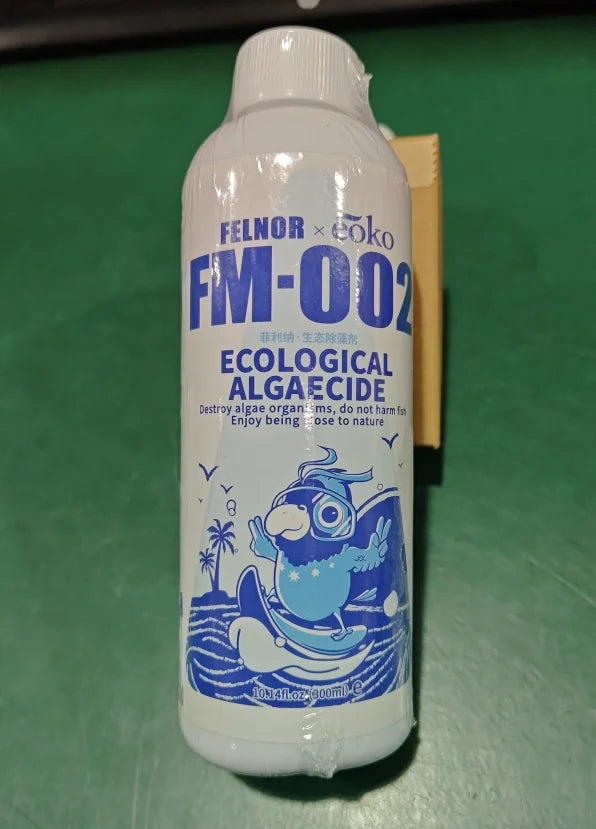 FELNOR × eōko
FM-002
菲利纳·生态除藻剂
ECOLOGICAL
ALGAECIDE
Destroy algae organisms, do not harm fish
Enjoy being close to nature
10.14fl.oz (300ml) e